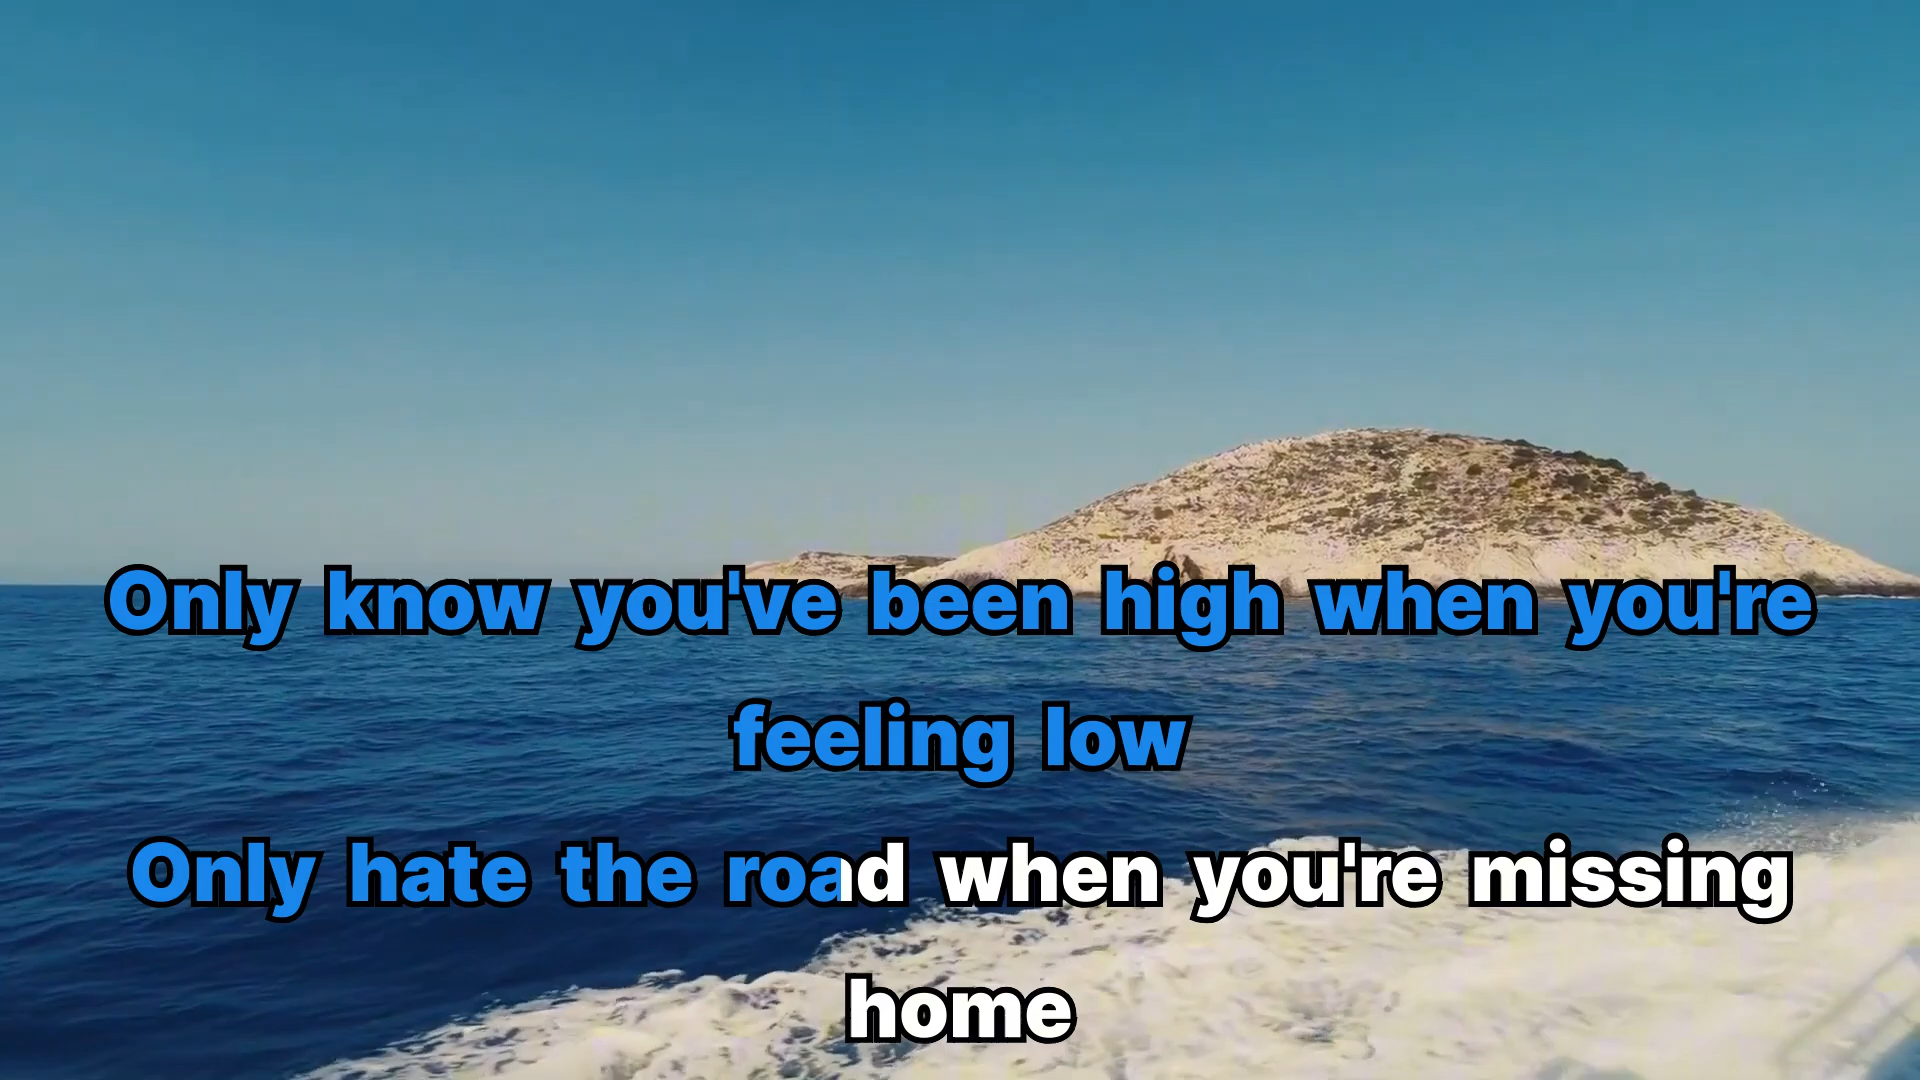 Only know you've been high when you're
feeling low
Only hate the road when you're missing
home